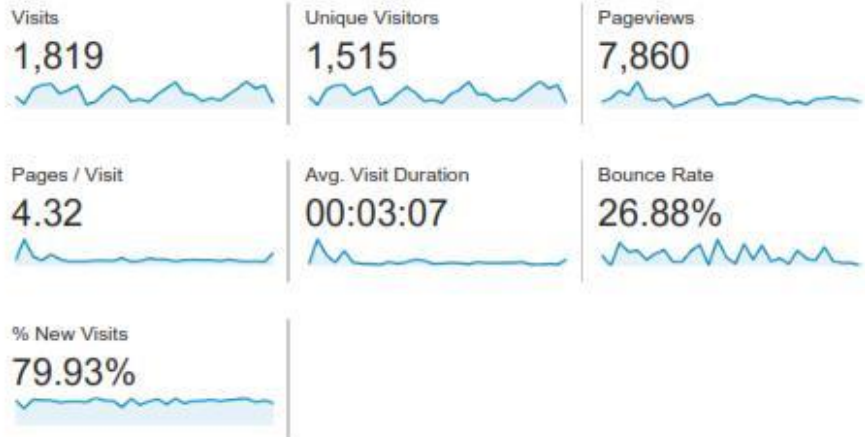 Visits
1,819
Unique Visitors
1,515
Pageviews
7,860
Pages / Visit
4.32
Avg. Visit Duration
00:03:07
Bounce Rate
26.88%
% New Visits
79.93%